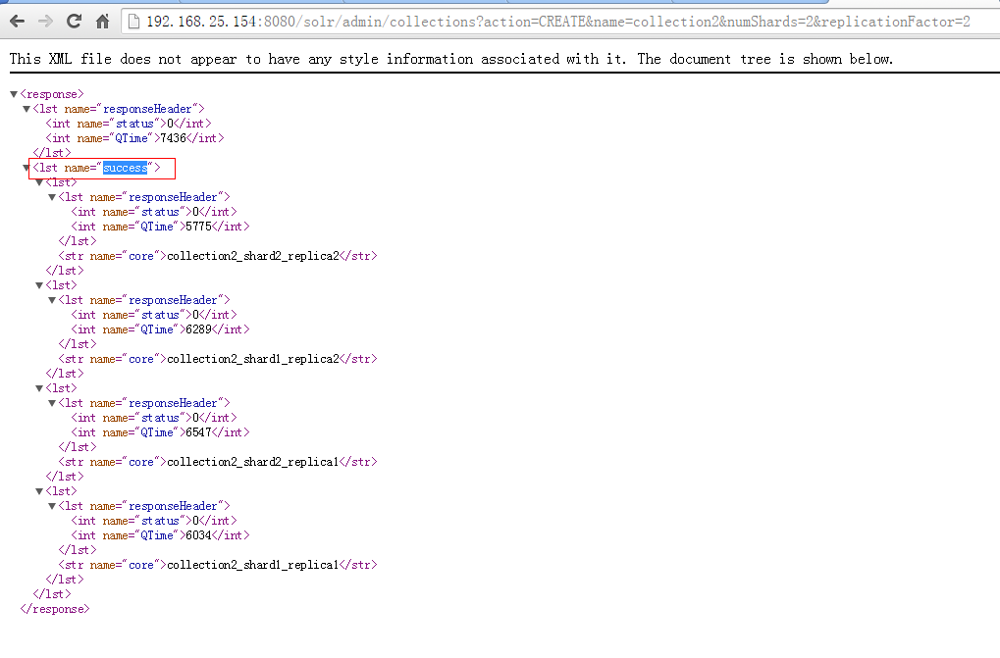 192.168.25.154:8080/solr/admin/collections?action=CREATE&name=collection2&numShards=2&replicationFactor=2
This XML file does not appear to have any style information associated with it. The document tree is shown below.
▼<response>
▼<lst name="responseHeader">
<int name="status">0</int>
<int name="QTime">7436</int>
</lst>
▼<lst name="success">
▼<lst>
▼<lst name="responseHeader">
<int name="status">0</int>
<int name="QTime">5775</int>
</lst>
<str name="core">collection2_shard2_replica2</str>
</lst>
▼<lst>
▼<lst name="responseHeader">
<int name="status">0</int>
<int name="QTime">6289</int>
</lst>
<str name="core">collection2_shard1_replica2</str>
</lst>
▼<lst>
▼<lst name="responseHeader">
<int name="status">0</int>
<int name="QTime">6547</int>
</lst>
<str name="core">collection2_shard2_replica1</str>
</lst>
▼<lst>
▼<lst name="responseHeader">
<int name="status">0</int>
<int name="QTime">6034</int>
</lst>
<str name="core">collection2_shard1_replica1</str>
</lst>
</lst>
</response>